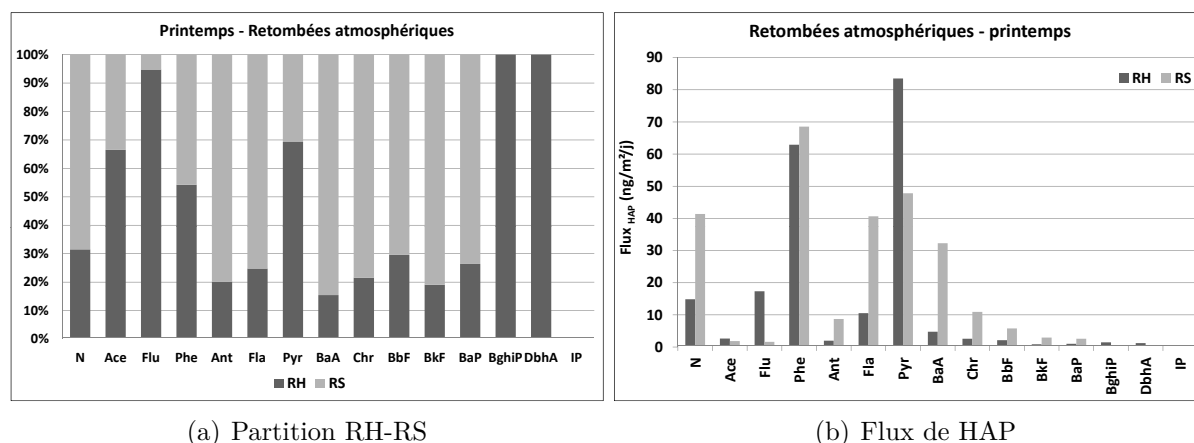 Printemps - Retombées atmosphériques
100%
90%
80%
70%
60%
50%
40%
30%
20%
10%
0%
N Ace Flu Phe Ant Fla Pyr BaA Chr BbF BkF BaP BghiP DbhA IP
RH RS
(a) Partition RH-RS
Retombées atmosphériques - printemps
RH RS
Flux HAP (ng/m²/j)
90
80
70
60
50
40
30
20
10
0
N Ace Flu Phe Ant Fla Pyr BaA Chr BbF BkF BaP BghiP DbhA IP
(b) Flux de HAP